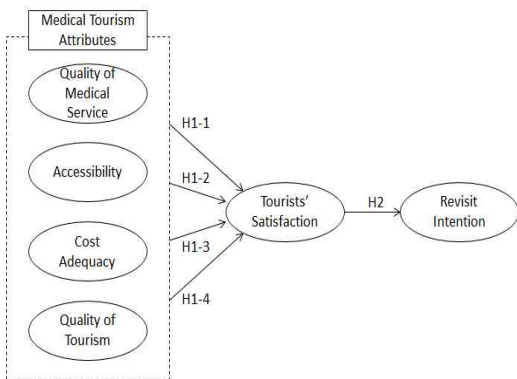 Medical Tourism
Attributes
Quality of
Medical
Service
H1-1
Accessibility
H1-2
Tourists'
Satisfaction
H2
Revisit
Intention
Cost
Adequacy
H1-3
Quality of
Tourism
H1-4